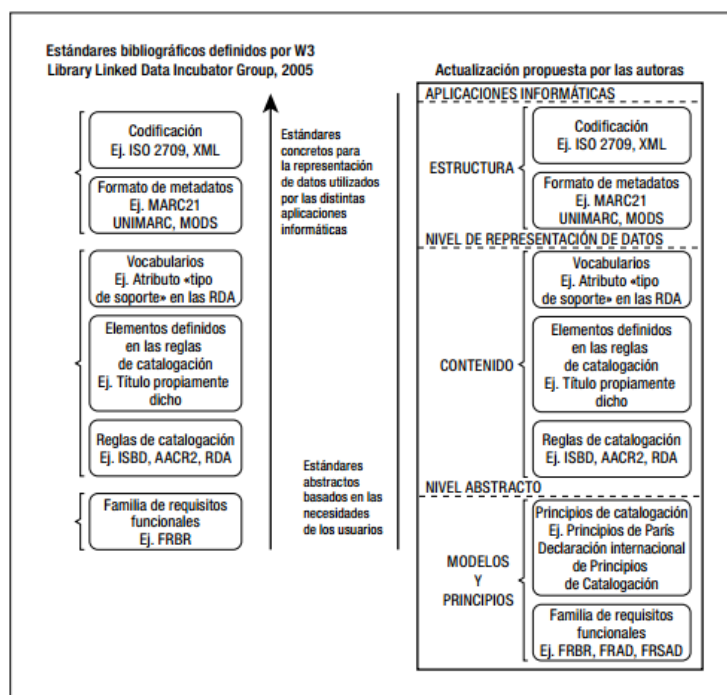 Estándares bibliográficos definidos por W3
Library Linked Data Incubator Group, 2005
Codificación
Ej. ISO 2709, XML
Formato de metadatos
Ej. MARC21
UNIMARC, MODS
Vocabularios
Ej. Atributo «tipo
de soporte» en las RDA
Elementos definidos
en las reglas
de catalogación
Ej. Título propiamente
dicho
Reglas de catalogación
Ej. ISBD, AACR2, RDA
Familia de requisitos
funcionales
Ej. FRBR
Estándares
concretos para
la representación
de datos utilizados
por las distintas
aplicaciones
informáticas
Estándares
abstractos
basados en las
necesidades
de los usuarios
Actualización propuesta por las autoras
APLICACIONES INFORMÁTICAS
ESTRUCTURA
Codificación
Ej. ISO 2709, XML
Formato de metadatos
Ej. MARC21
UNIMARC, MODS
NIVEL DE REPRESENTACIÓN DE DATOS
CONTENIDO
Vocabularios
Ej. Atributo «tipo
de soporte» en las RDA
Elementos definidos
en las reglas
de catalogación
Ej. Título propiamente
dicho
Reglas de catalogación
Ej. ISBD, AACR2, RDA
NIVEL ABSTRACTO
MODELOS
Y
PRINCIPIOS
Principios de catalogación
Ej. Principios de París
Declaración internacional
de Principios
de Catalogación
Familia de requisitos
funcionales
Ej. FRBR, FRAD, FRSAD